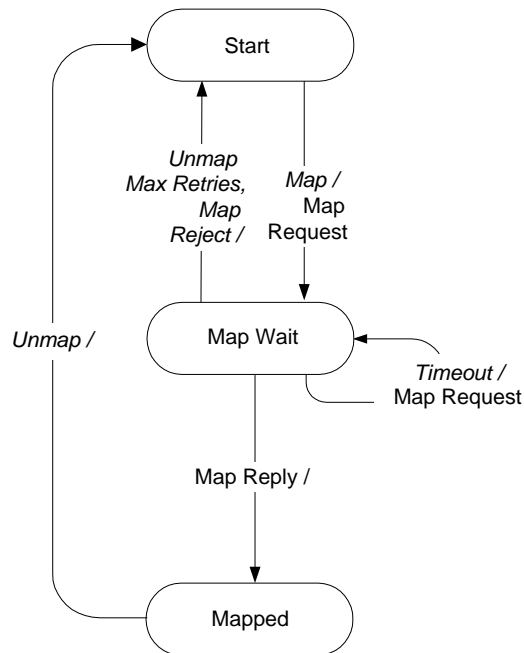 Start
Unmap
Max Retries,
Map
Reject /
Map /
Map
Request
Unmap /
Map Wait
Timeout /
Map Request
Map Reply /
Mapped